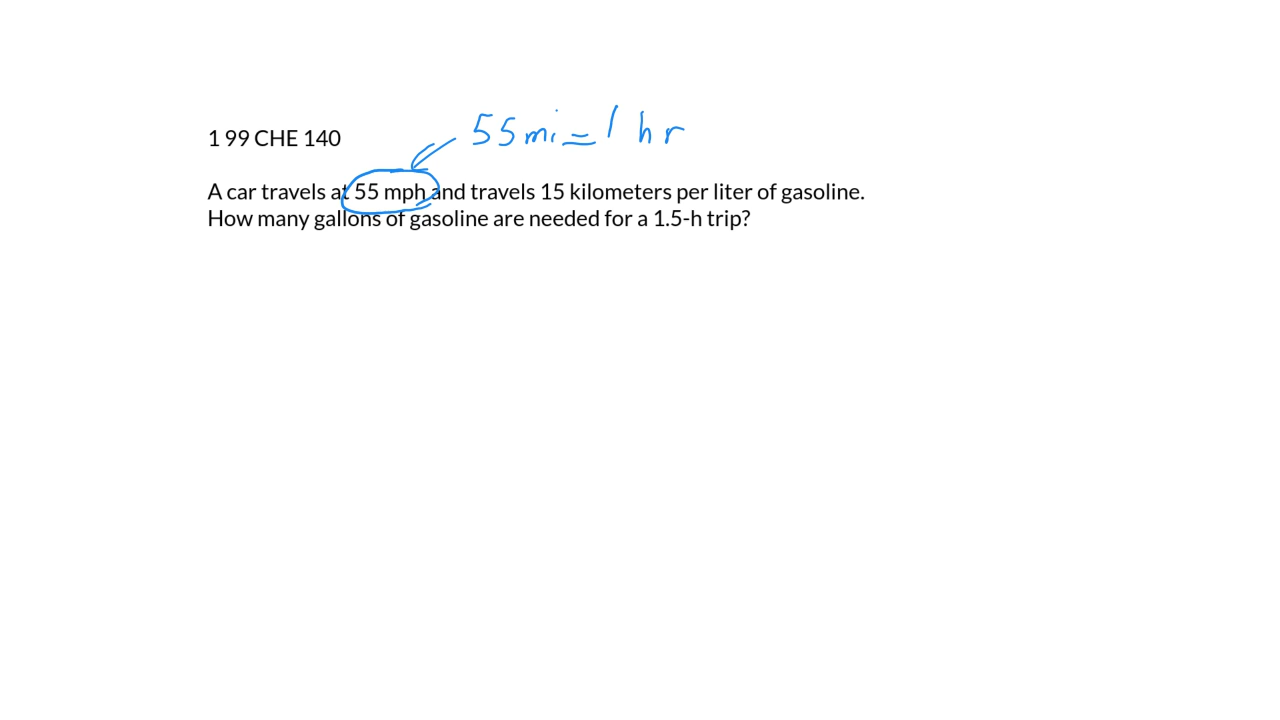 55 mi = 1 hr
1 99 CHE 140
A car travels at 55 mph and travels 15 kilometers per liter of gasoline.
How many gallons of gasoline are needed for a 1.5-h trip?